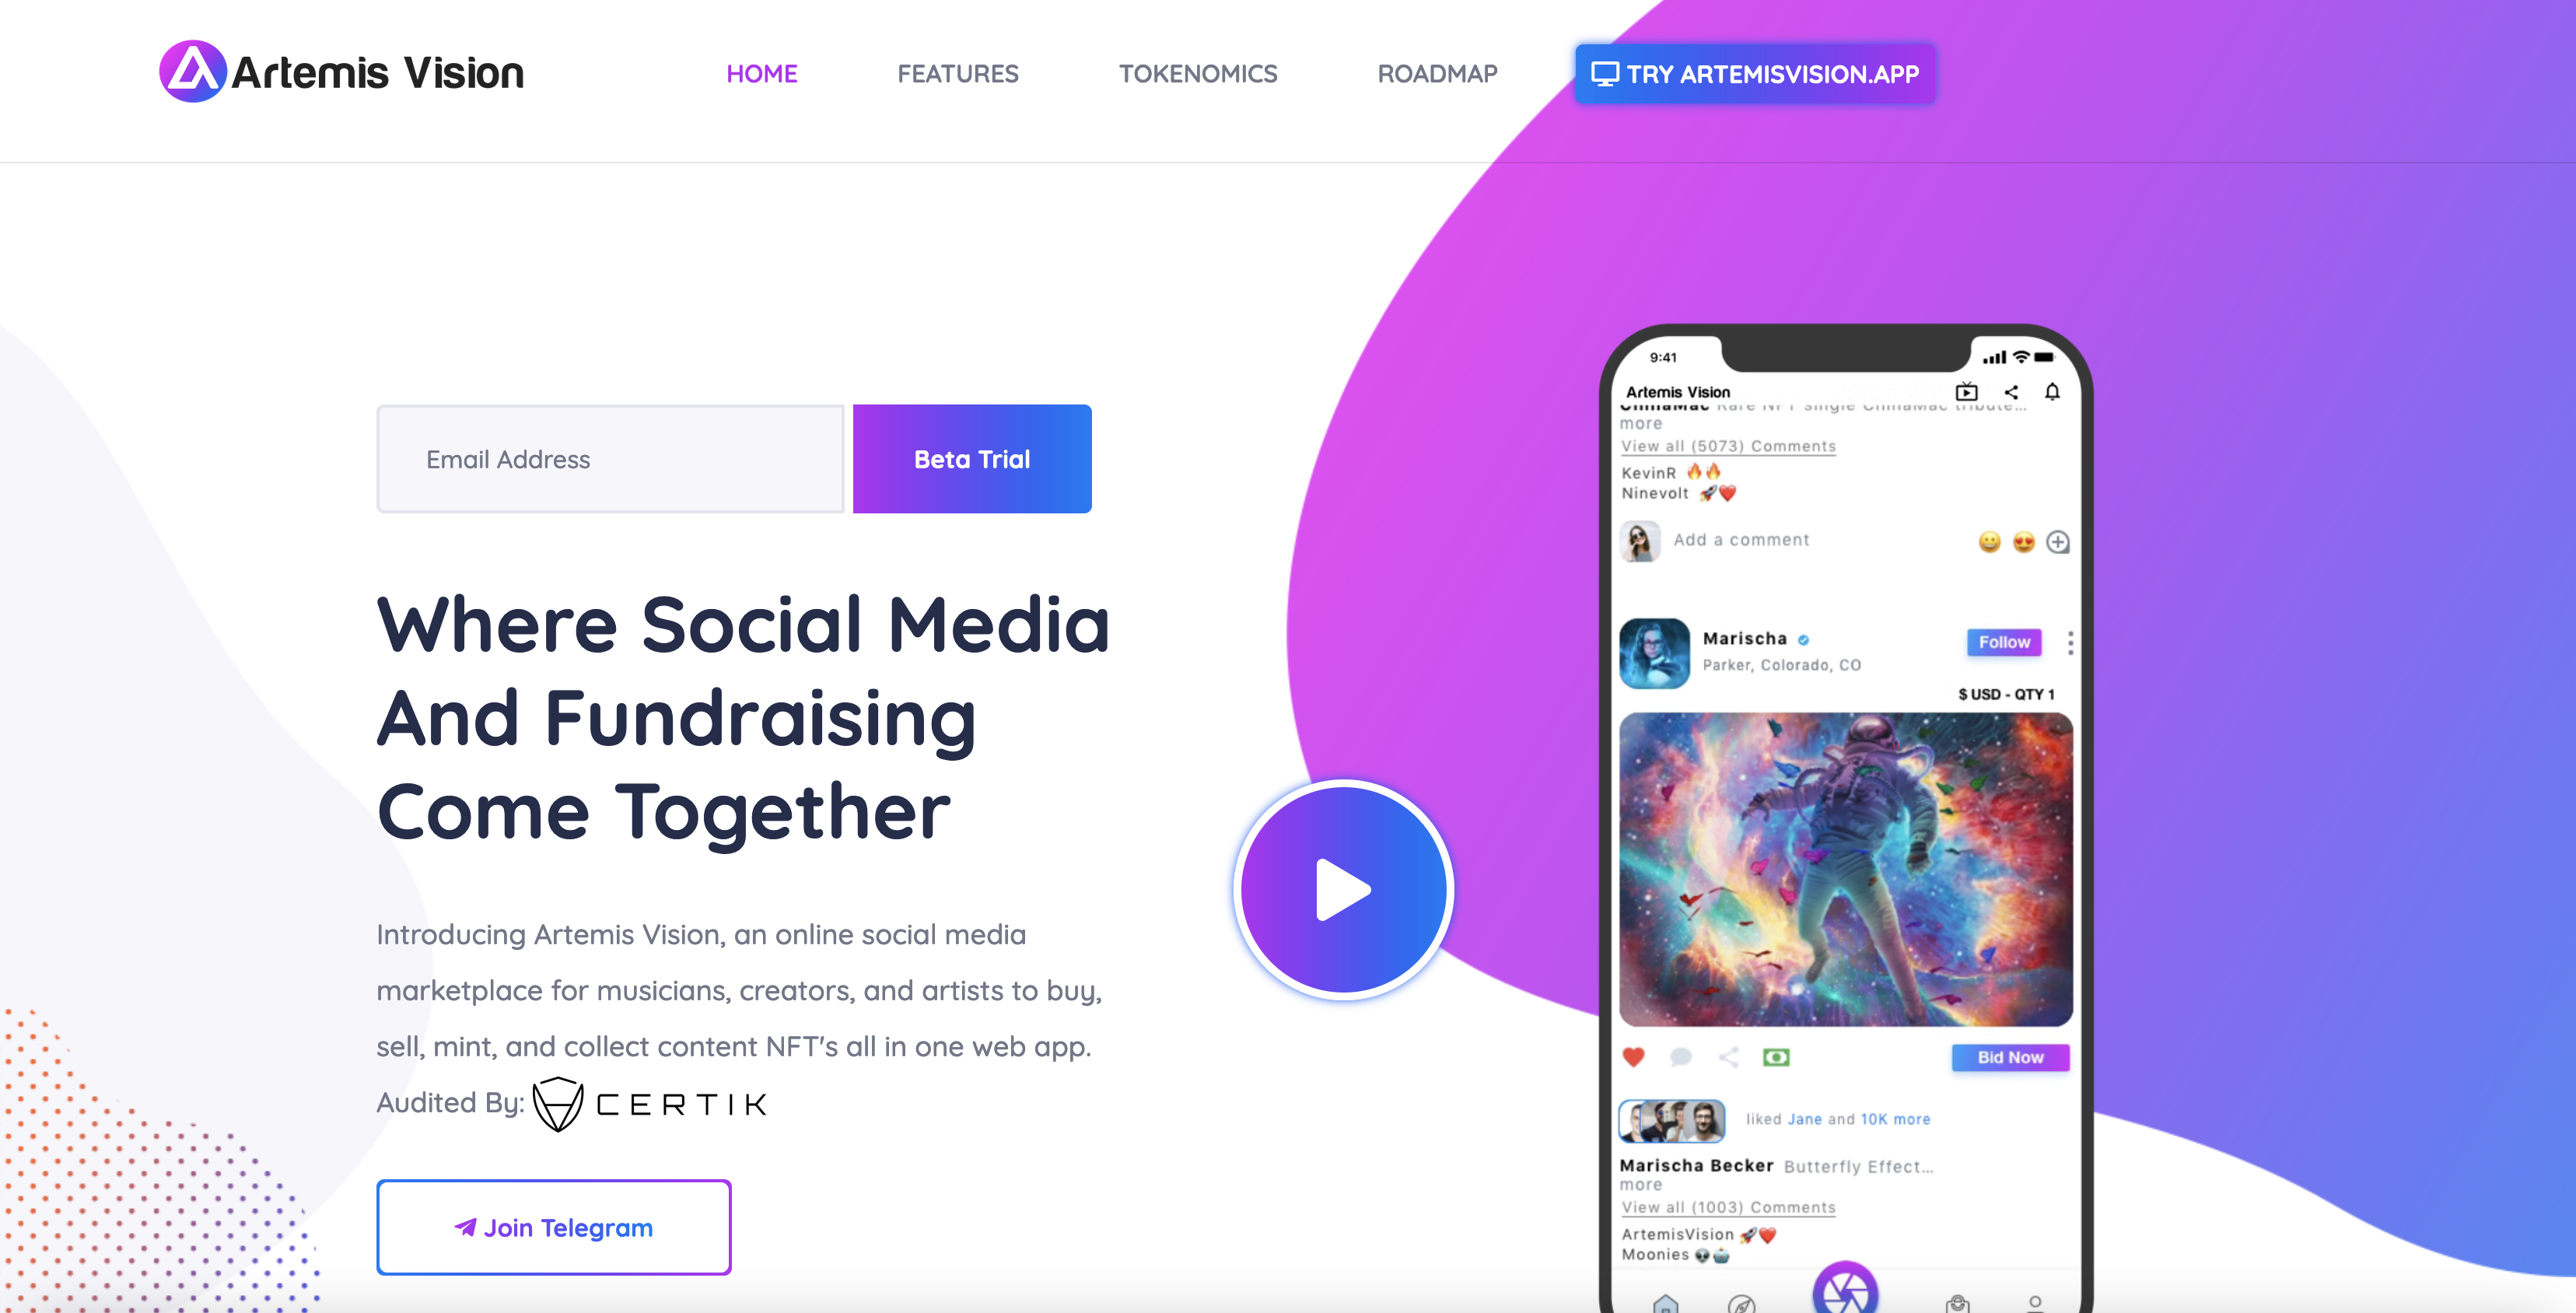 Artemis Vision
HOME
FEATURES
TOKENOMICS
ROADMAP
TRY ARTEMISVISION.APP
Email Address
Beta Trial
Where Social Media
And Fundraising
Come Together
Introducing Artemis Vision, an online social media
marketplace for musicians, creators, and artists to buy,
sell, mint, and collect content NFT's all in one web app.
Audited By: CERTIK
Join Telegram
9:41
Artemis Vision
ChinaMac Rare NFT single ChinaMac tribute...
more
View all (5073) Comments
KevinR 🔥🔥
Ninevolt 🚀❤️
Add a comment
Marischa
Follow
Parker, Colorado, CO
$ USD - QTY 1
Bid Now
liked Jane and 10K more
Marischa Becker Butterfly Effect...
more
View all (1003) Comments
ArtemisVision 🚀❤️
Moonies 👽🤖